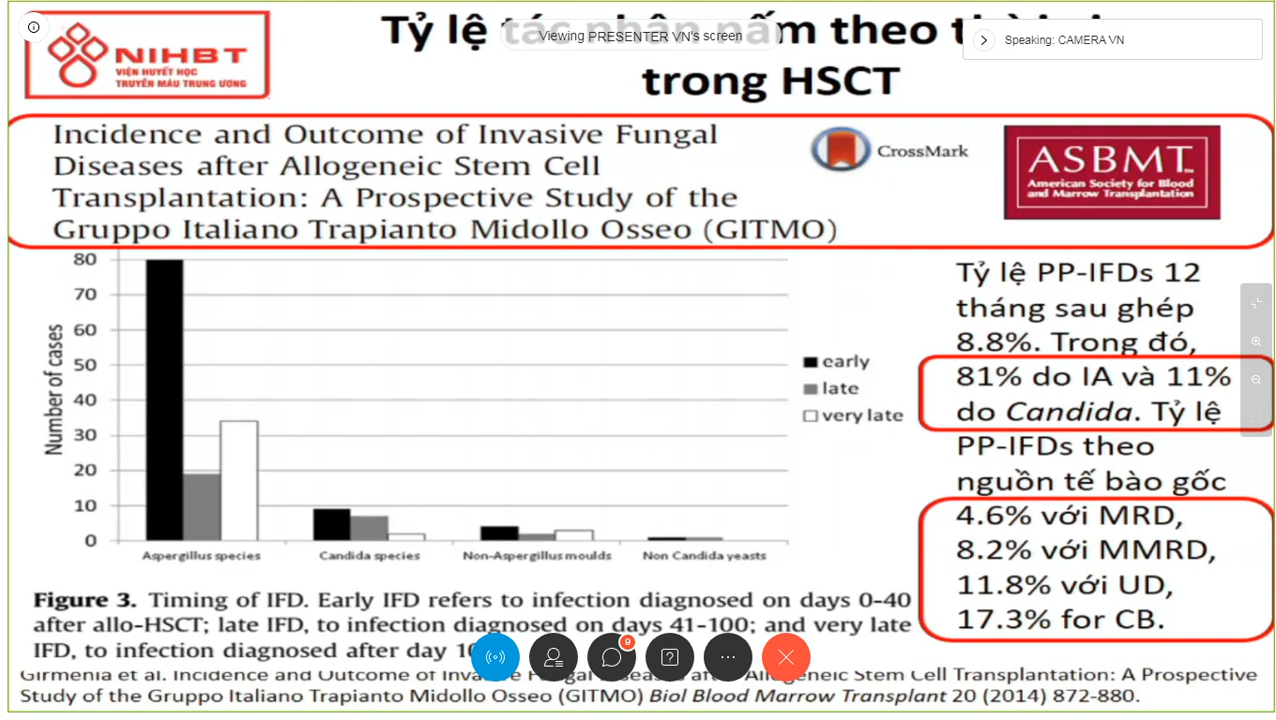 Tỷ lệ tác nhân nấm theo
Viewing PRESENTER VN's screen
Speaking: CAMERA VN
trong HSCT
NIHBT
VIỆN HUYẾT HỌC
TRUYỀN MÁU TRUNG ƯƠNG
Incidence and Outcome of Invasive Fungal
Diseases after Allogeneic Stem Cell
Transplantation: A Prospective Study of the
Gruppo Italiano Trapianto Midollo Osseo (GITMO)
CrossMark
ASBMT™
American Society for Blood
and Marrow Transplantation
Number of cases
80
70
60
50
40
30
20
10
0
Aspergillus species
Candida species
Non-Aspergillus moulds
Non Candida yeasts
early
late
very late
Tỷ lệ PP-IFDs 12
tháng sau ghép
8.8%. Trong đó,
81% do IA và 11%
do Candida. Tỷ lệ
PP-IFDs theo
nguồn tế bào gốc
4.6% với MRD,
8.2% với MMRD,
11.8% với UD,
17.3% for CB.
Figure 3. Timing of IFD. Early IFD refers to infection diagnosed on days 0-40
after allo-HSCT; late IFD, to infection diagnosed on days 41-100; and very late
IFD, to infection diagnosed after day
9
Girmenia et al. Incidence and Outcome of Invasive Fungal Diseases after Allogeneic Stem Cell Transplantation: A Prospective
Study of the Gruppo Italiano Trapianto Midollo Osseo (GITMO) Biol Blood Marrow Transplant 20 (2014) 872-880.